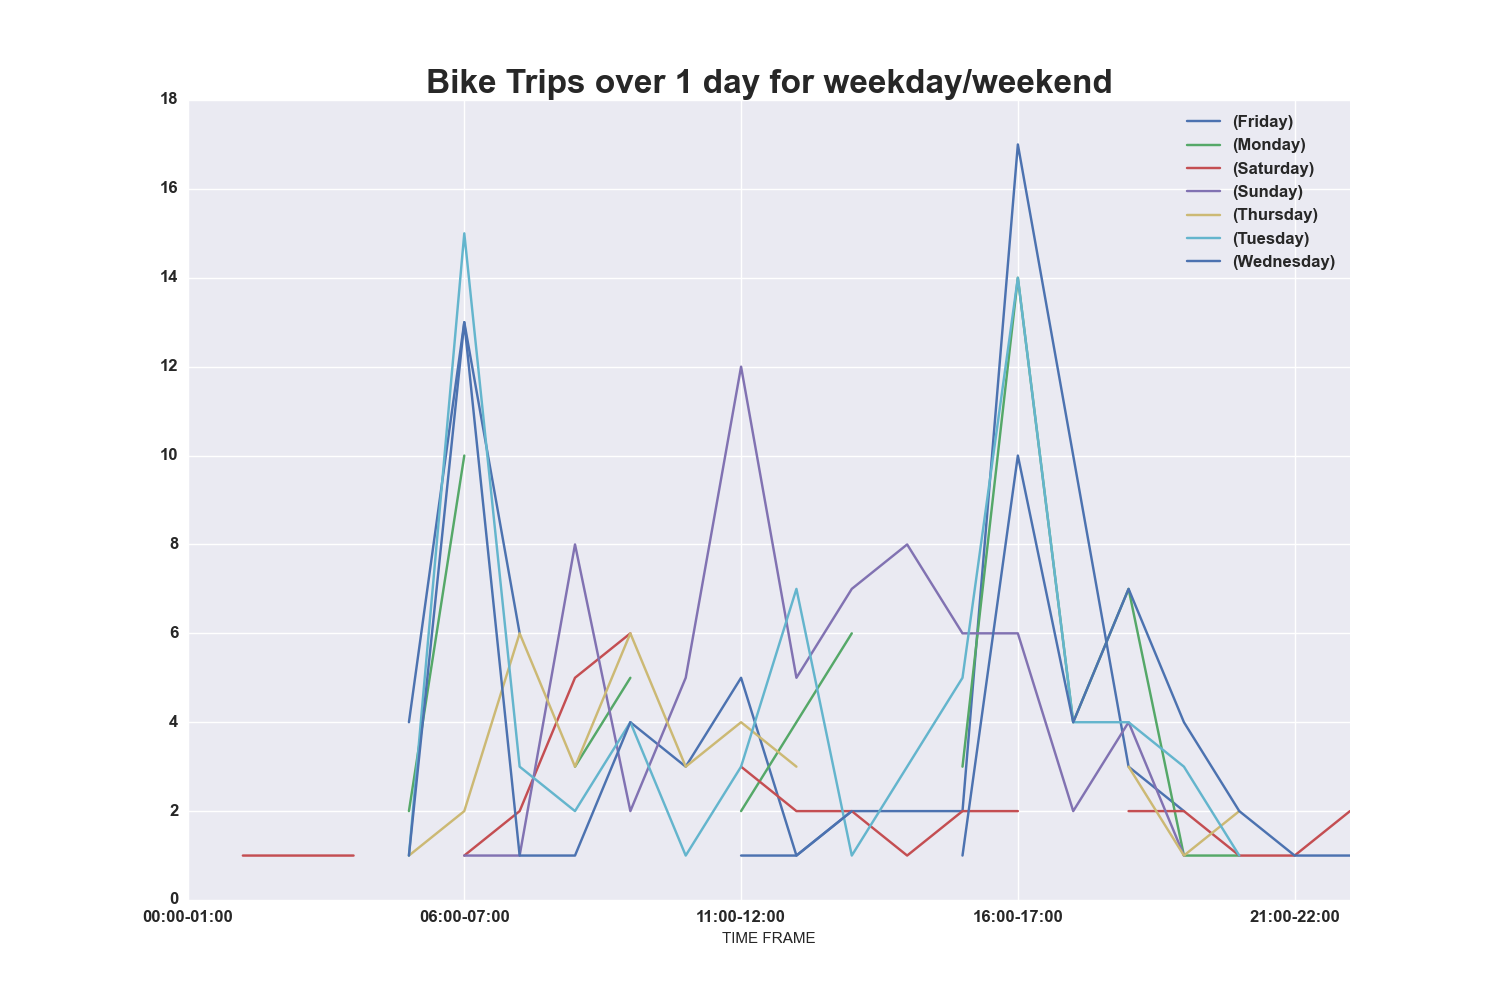 Bike Trips over 1 day for weekday/weekend
18
16
14
12
10
8
6
4
2
0
(Friday)
(Monday)
(Saturday)
(Sunday)
(Thursday)
(Tuesday)
(Wednesday)
00:00-01:00 06:00-07:00 11:00-12:00 16:00-17:00 21:00-22:00
TIME FRAME